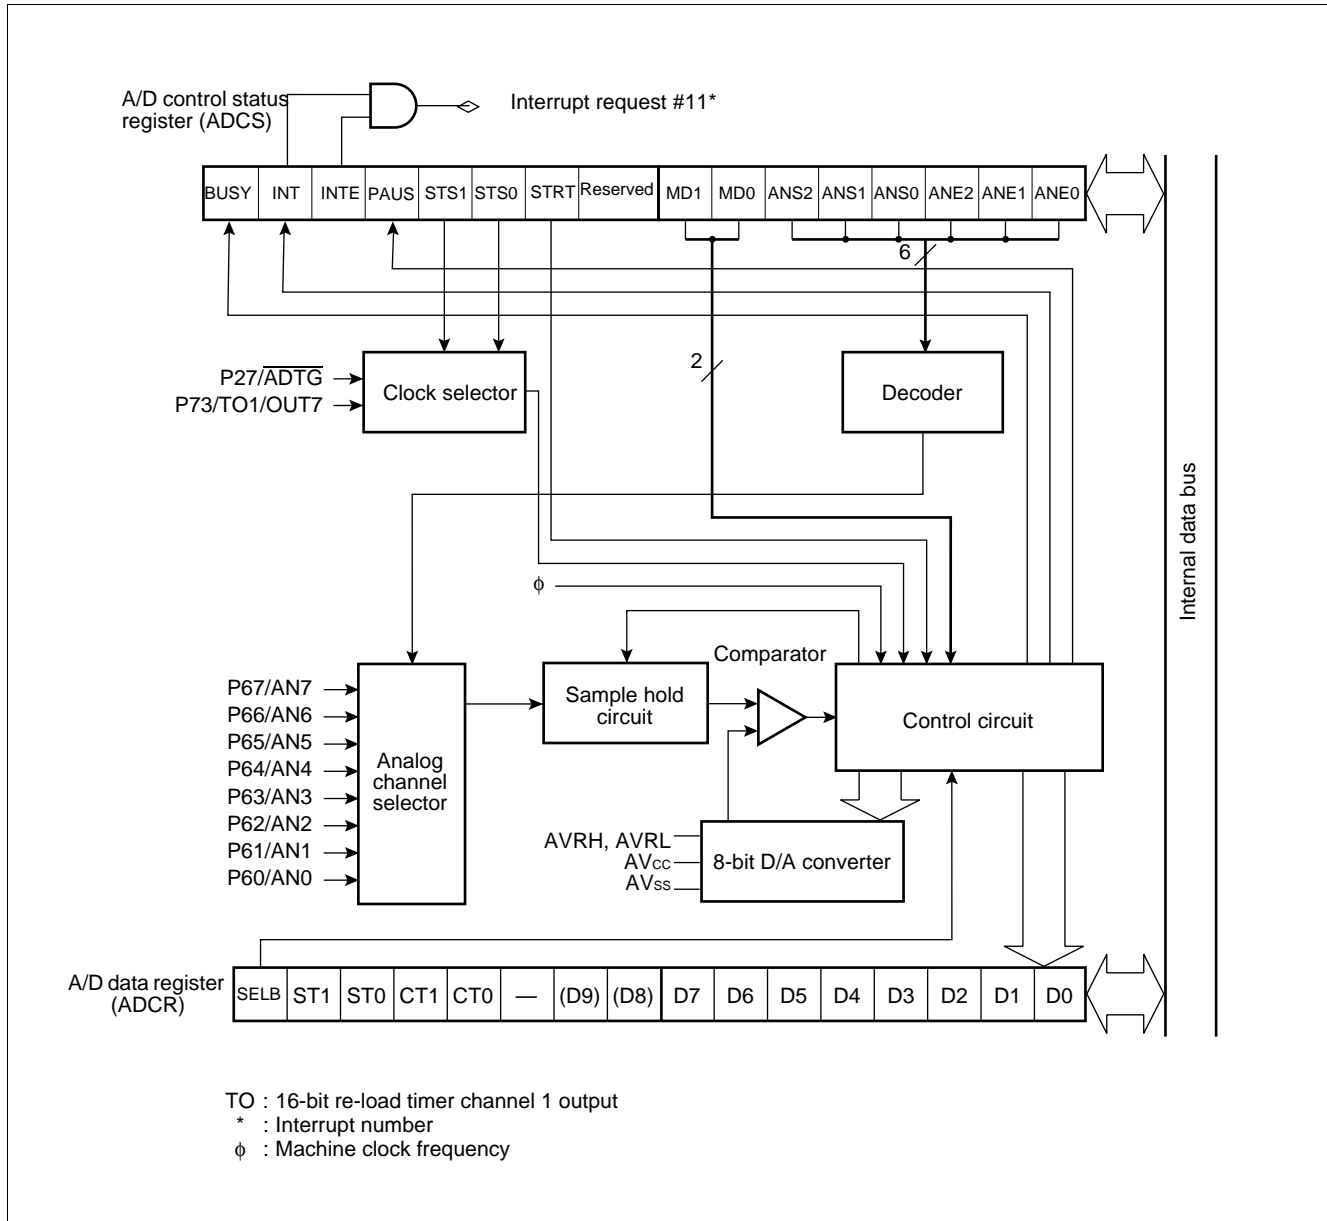 A/D control status
register (ADCS)
Interrupt request #11*
BUSY INT INTE PAUS STS1 STS0 STRT Reserved MD1 MD0 ANS2 ANS1 ANS0 ANE2 ANE1 ANE0
6
2
P27/ADTG
P73/TO1/OUT7
Clock selector
Decoder
Internal data bus
ϕ
Comparator
P67/AN7
P66/AN6
P65/AN5
P64/AN4
P63/AN3
P62/AN2
P61/AN1
P60/AN0
Analog
channel
selector
Sample hold
circuit
Control circuit
AVRH, AVRL
AVCC
AVSS
8-bit D/A converter
A/D data register
(ADCR)
SELB ST1 ST0 CT1 CT0 — (D9) (D8) D7 D6 D5 D4 D3 D2 D1 D0
TO : 16-bit re-load timer channel 1 output
* : Interrupt number
ϕ : Machine clock frequency